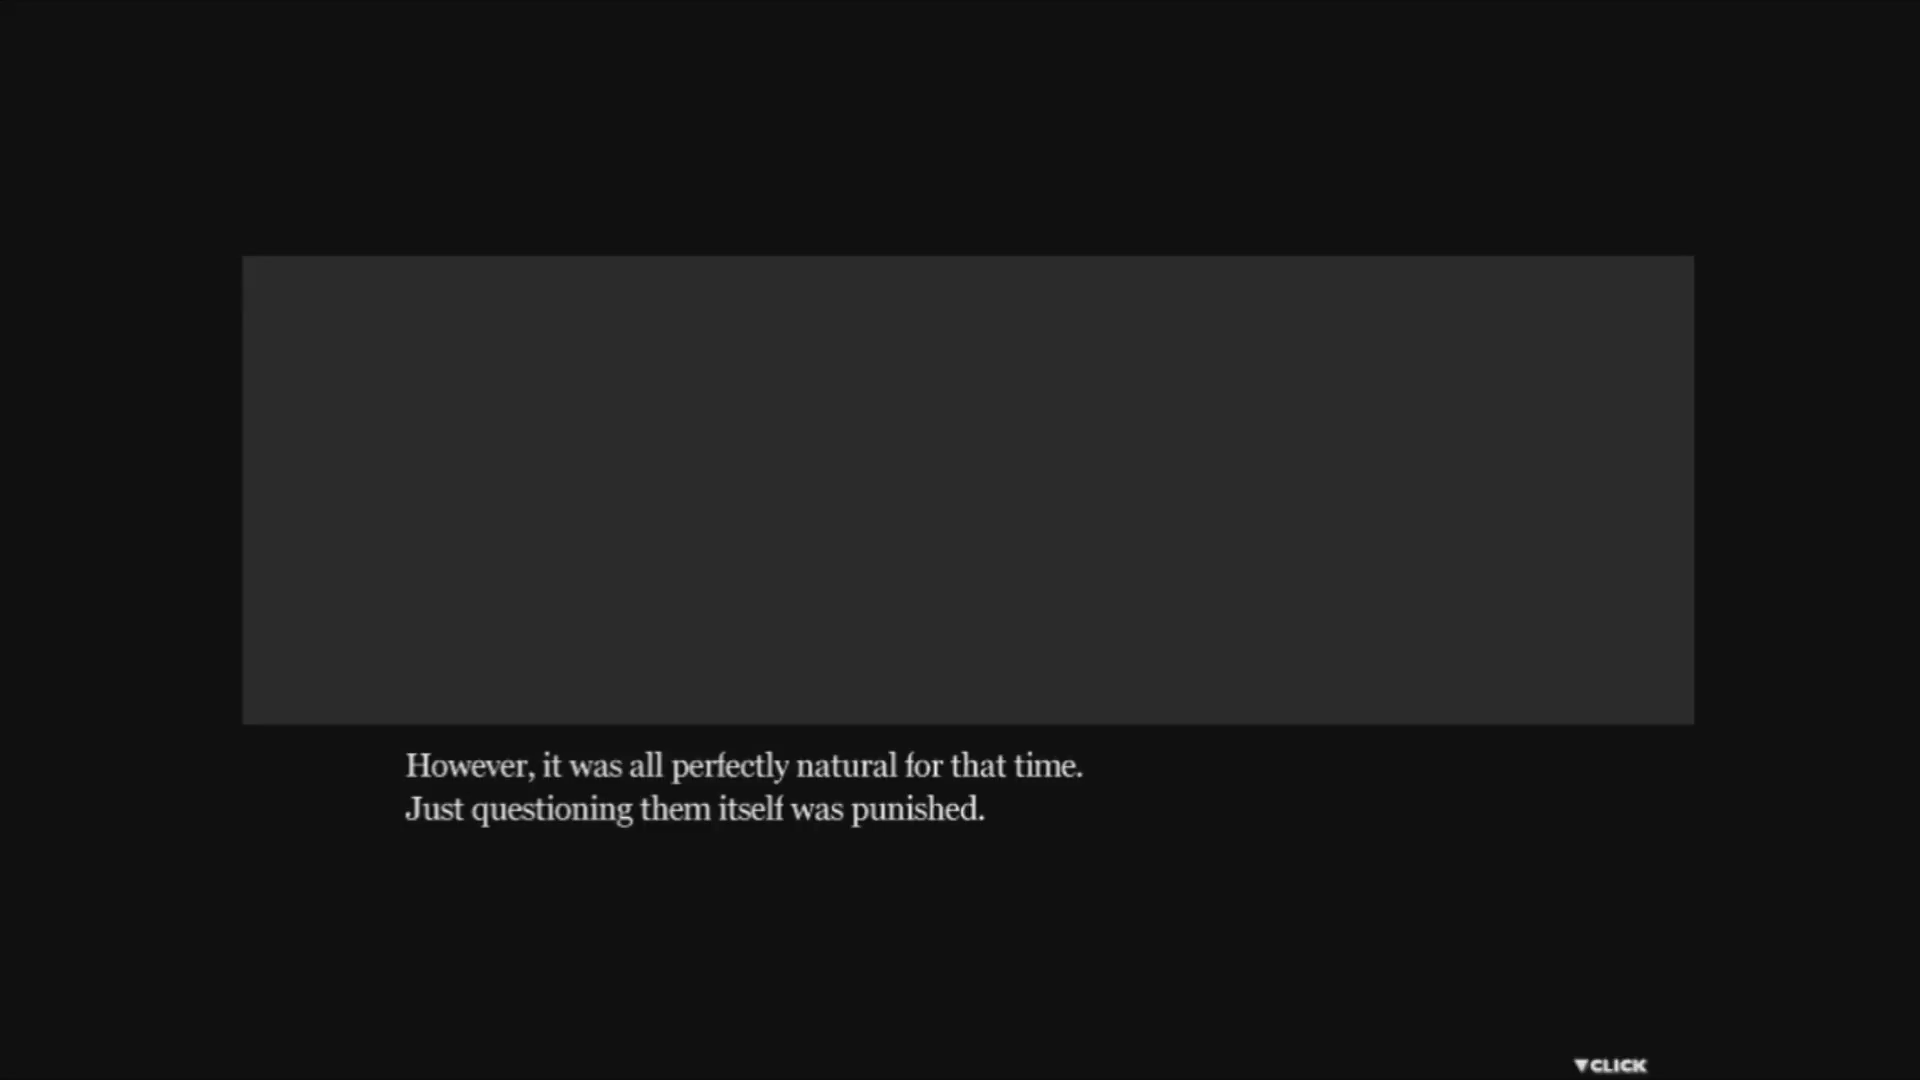 However, it was all perfectly natural for that time.
Just questioning them itself was punished.
▼CLICK